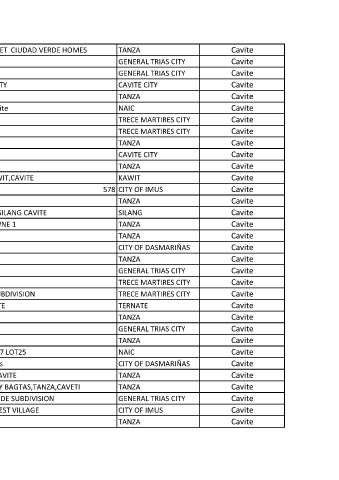 ET CIUDAD VERDE HOMES TANZA Cavite
GENERAL TRIAS CITY Cavite
GENERAL TRIAS CITY Cavite
TY CAVITE CITY Cavite
TANZA Cavite
ite NAIC Cavite
TRECE MARTIRES CITY Cavite
TRECE MARTIRES CITY Cavite
TANZA Cavite
CAVITE CITY Cavite
TANZA Cavite
WIT,CAVITE KAWIT Cavite
578 CITY OF IMUS Cavite
TANZA Cavite
SILANG CAVITE SILANG Cavite
NE 1 TANZA Cavite
TANZA Cavite
CITY OF DASMARIÑAS Cavite
TANZA Cavite
GENERAL TRIAS CITY Cavite
TRECE MARTIRES CITY Cavite
BDIVISION TRECE MARTIRES CITY Cavite
TE TERNATE Cavite
TANZA Cavite
GENERAL TRIAS CITY Cavite
TANZA Cavite
7 LOT25 NAIC Cavite
s CITY OF DASMARIÑAS Cavite
AVITE TANZA Cavite
Y BAGTAS,TANZA,CAVETI TANZA Cavite
DE SUBDIVISION GENERAL TRIAS CITY Cavite
EST VILLAGE CITY OF IMUS Cavite
TANZA Cavite